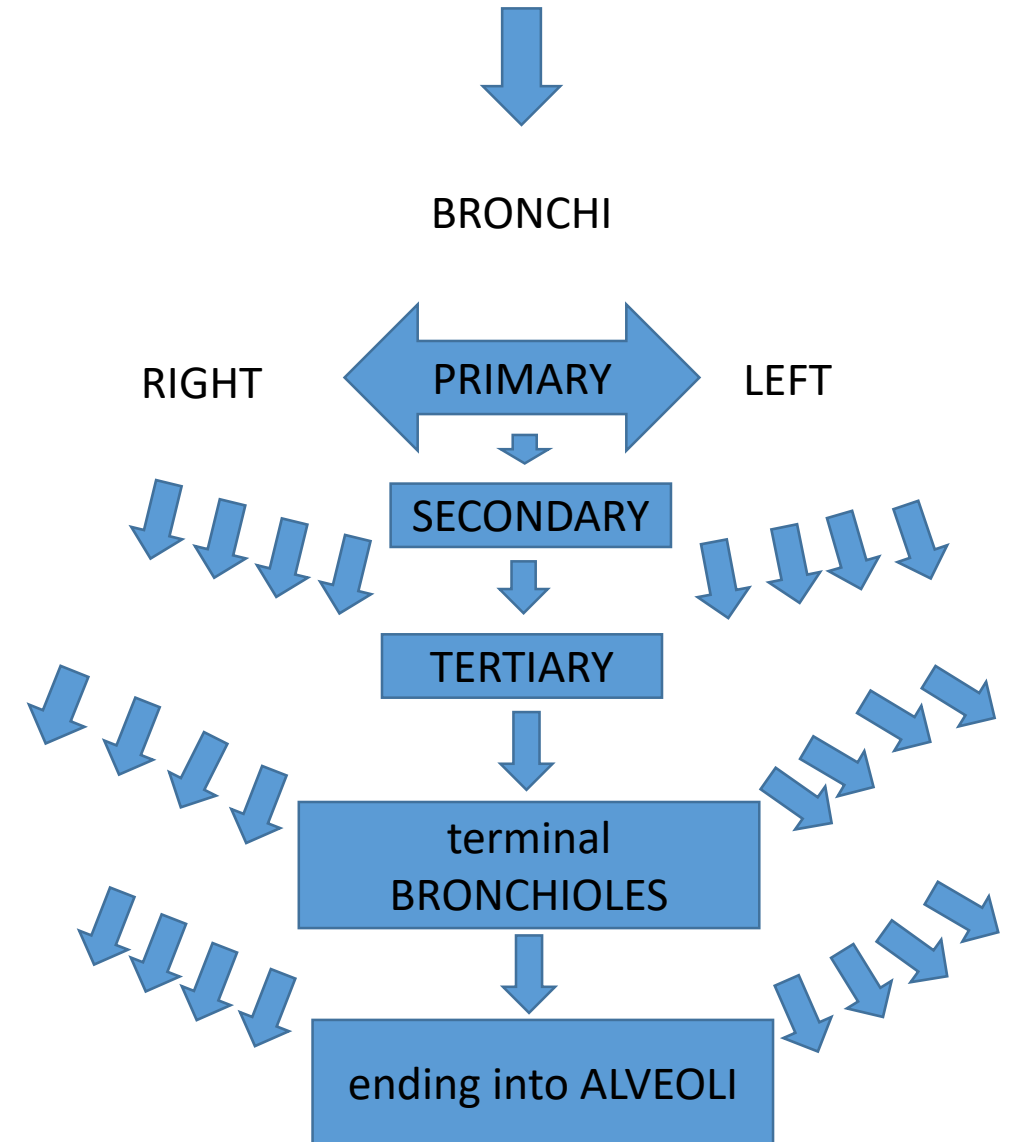 BRONCHI
RIGHT PRIMARY LEFT
SECONDARY
TERTIARY
terminal
BRONCHIOLES
ending into ALVEOLI